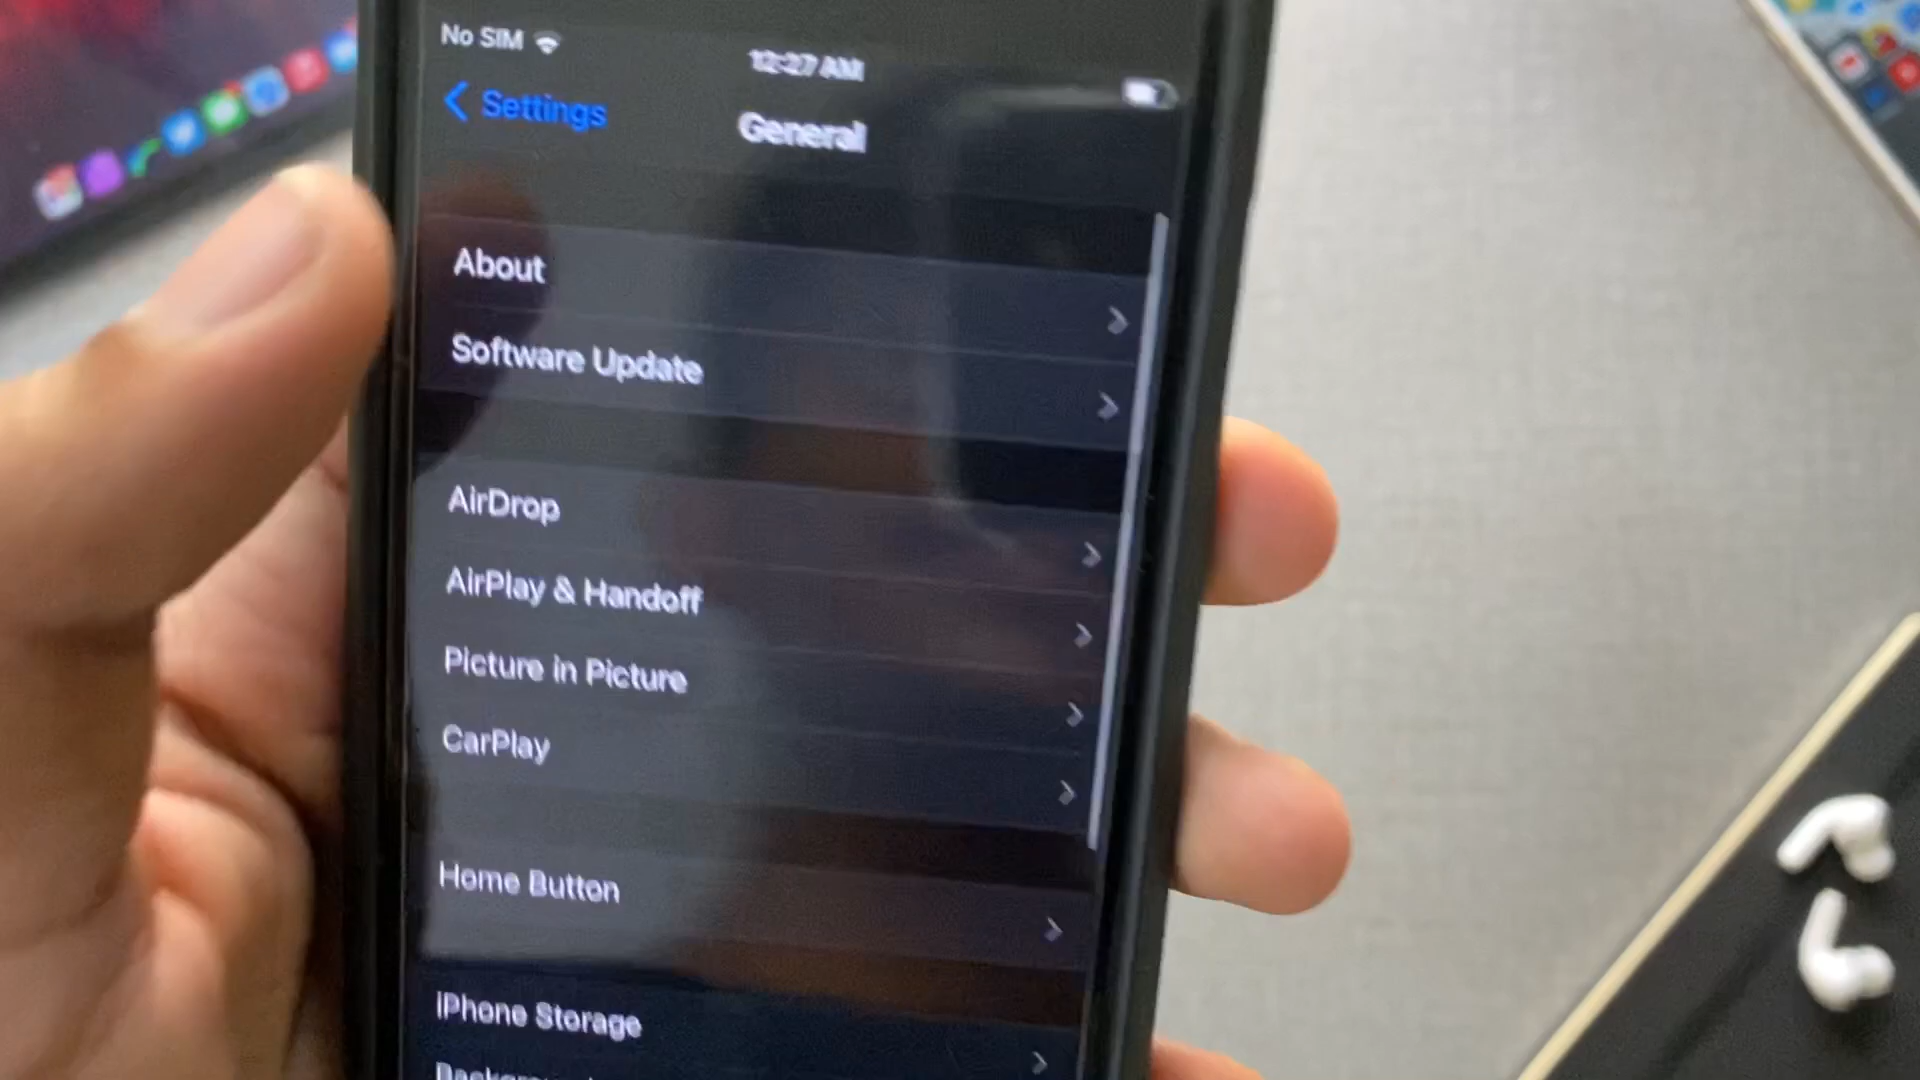 No SIM
12:27 AM
Settings
General
About
Software Update
AirDrop
AirPlay & Handoff
Picture in Picture
CarPlay
Home Button
iPhone Storage